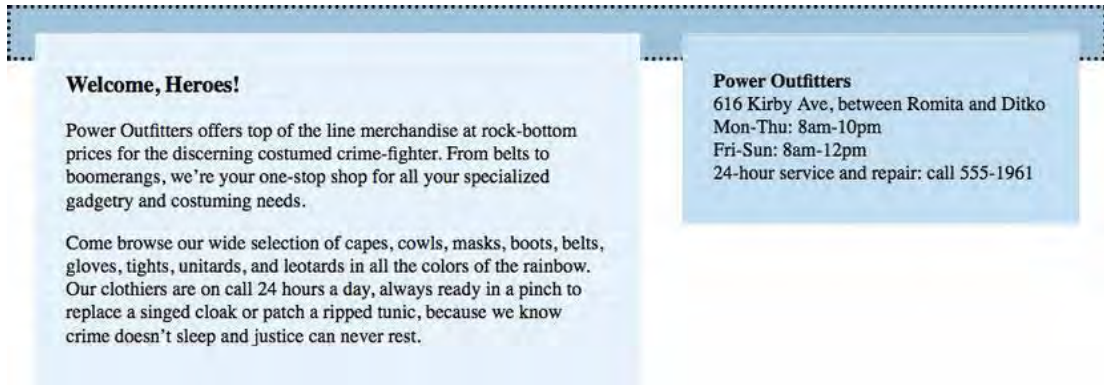 Welcome, Heroes!
Power Outfitters offers top of the line merchandise at rock-bottom
prices for the discerning costumed crime-fighter. From belts to
boomerangs, we’re your one-stop shop for all your specialized
gadgetry and costuming needs.
Come browse our wide selection of capes, cowls, masks, boots, belts,
gloves, tights, unitards, and leotards in all the colors of the rainbow.
Our clothiers are on call 24 hours a day, always ready in a pinch to
replace a singed cloak or patch a ripped tunic, because we know
crime doesn’t sleep and justice can never rest.
Power Outfitters
616 Kirby Ave, between Romita and Ditko
Mon-Thu: 8am-10pm
Fri-Sun: 8am-12pm
24-hour service and repair: call 555-1961